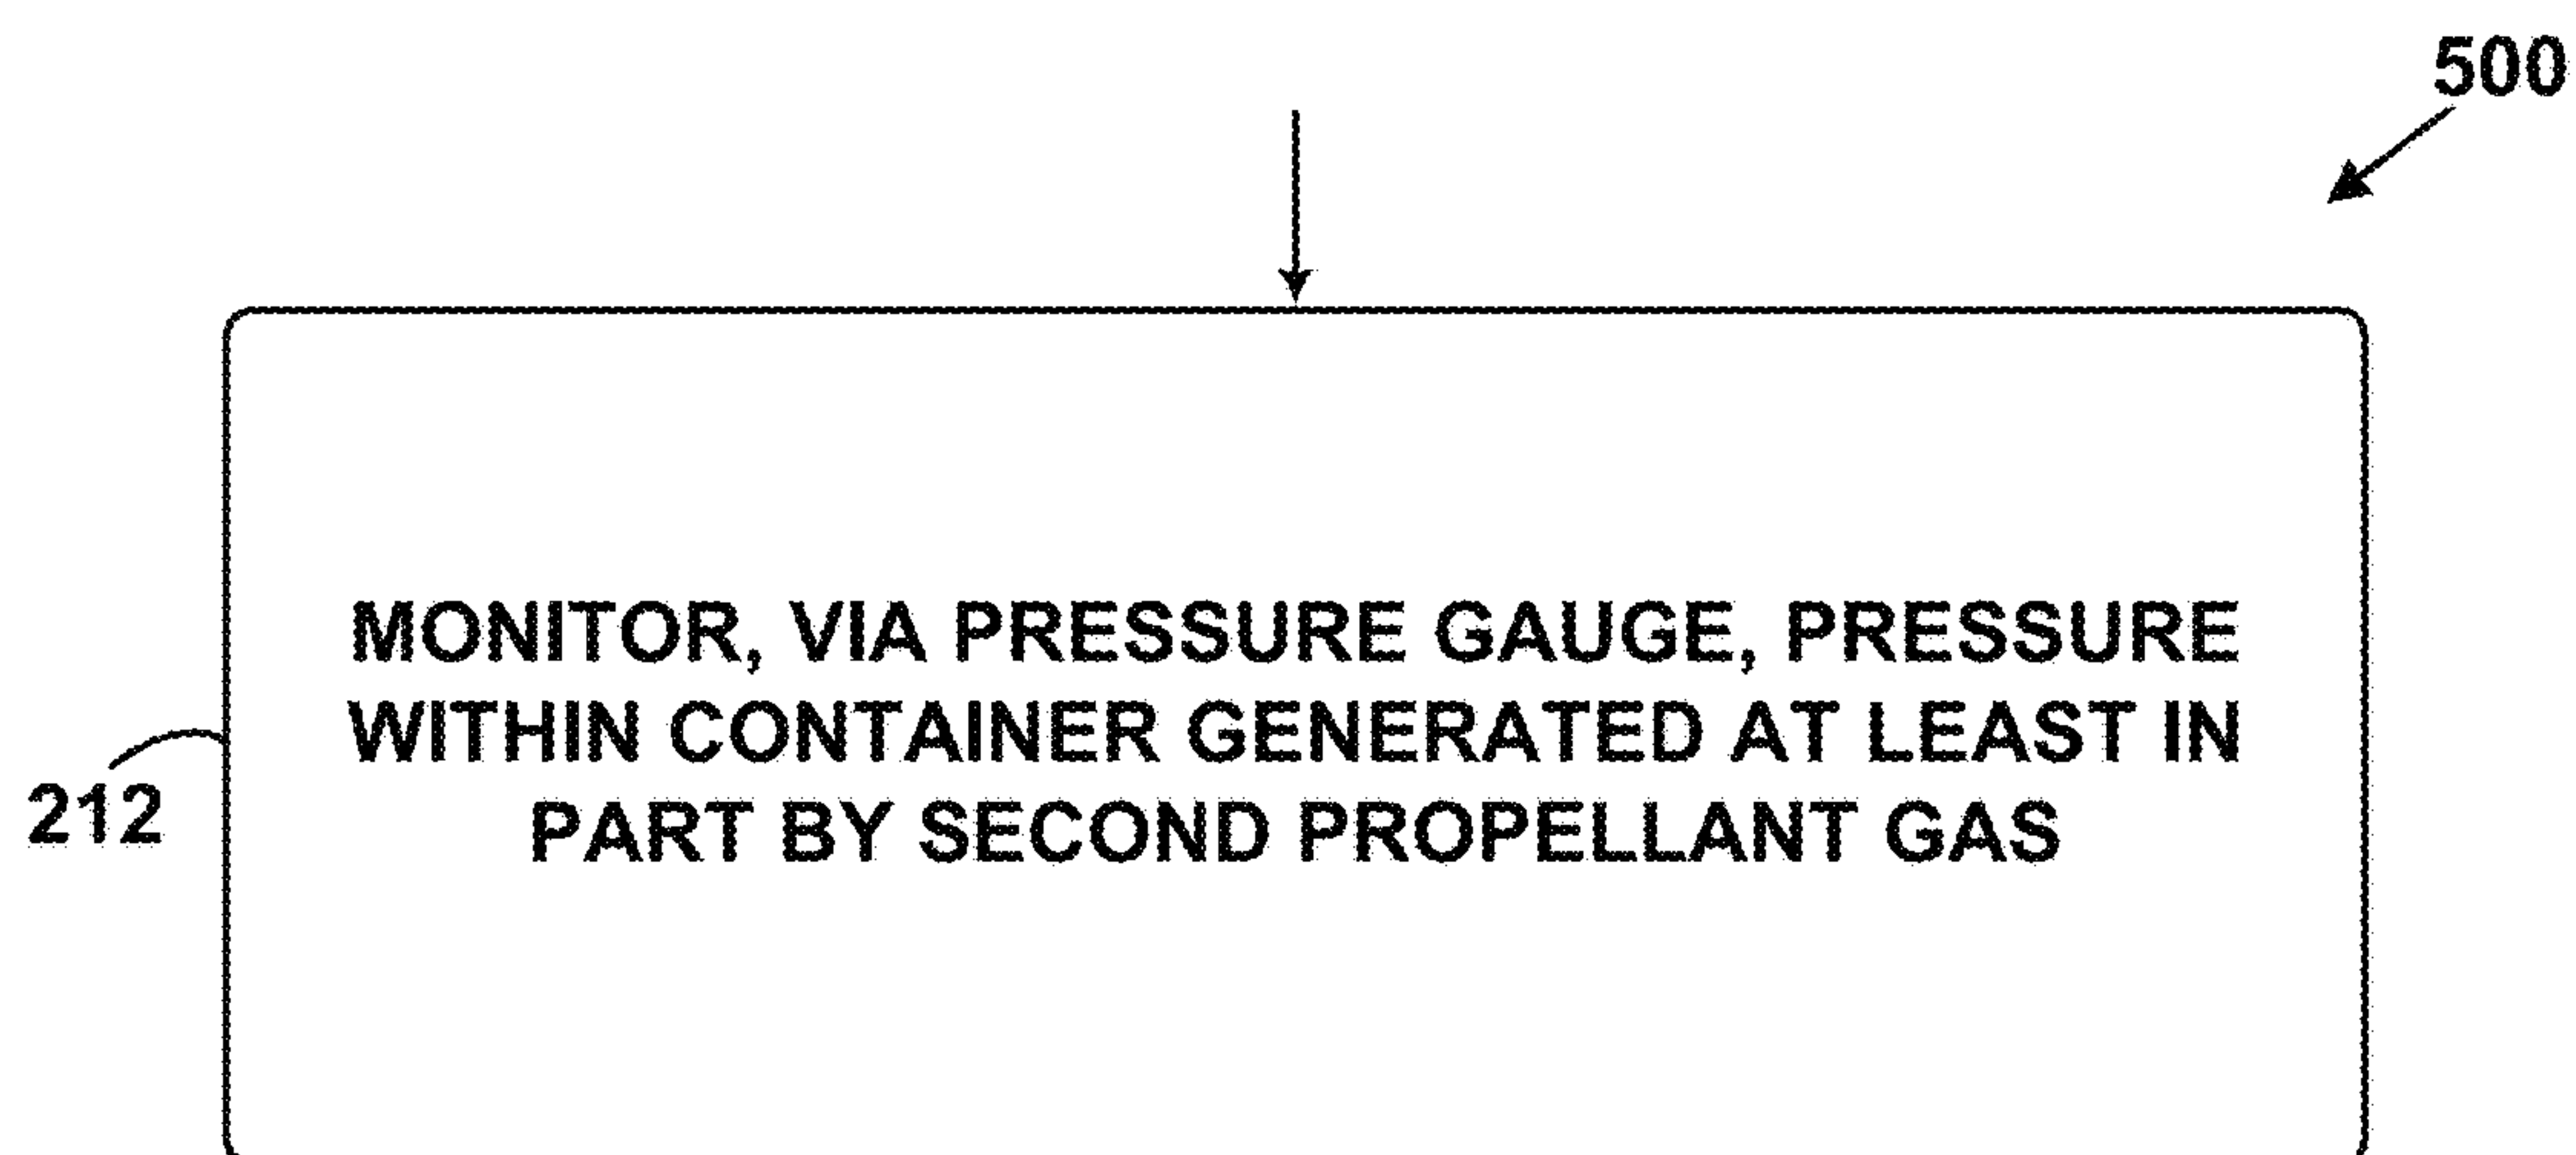 500
MONITOR, VIA PRESSURE GAUGE, PRESSURE
WITHIN CONTAINER GENERATED AT LEAST IN
PART BY SECOND PROPELLANT GAS
212